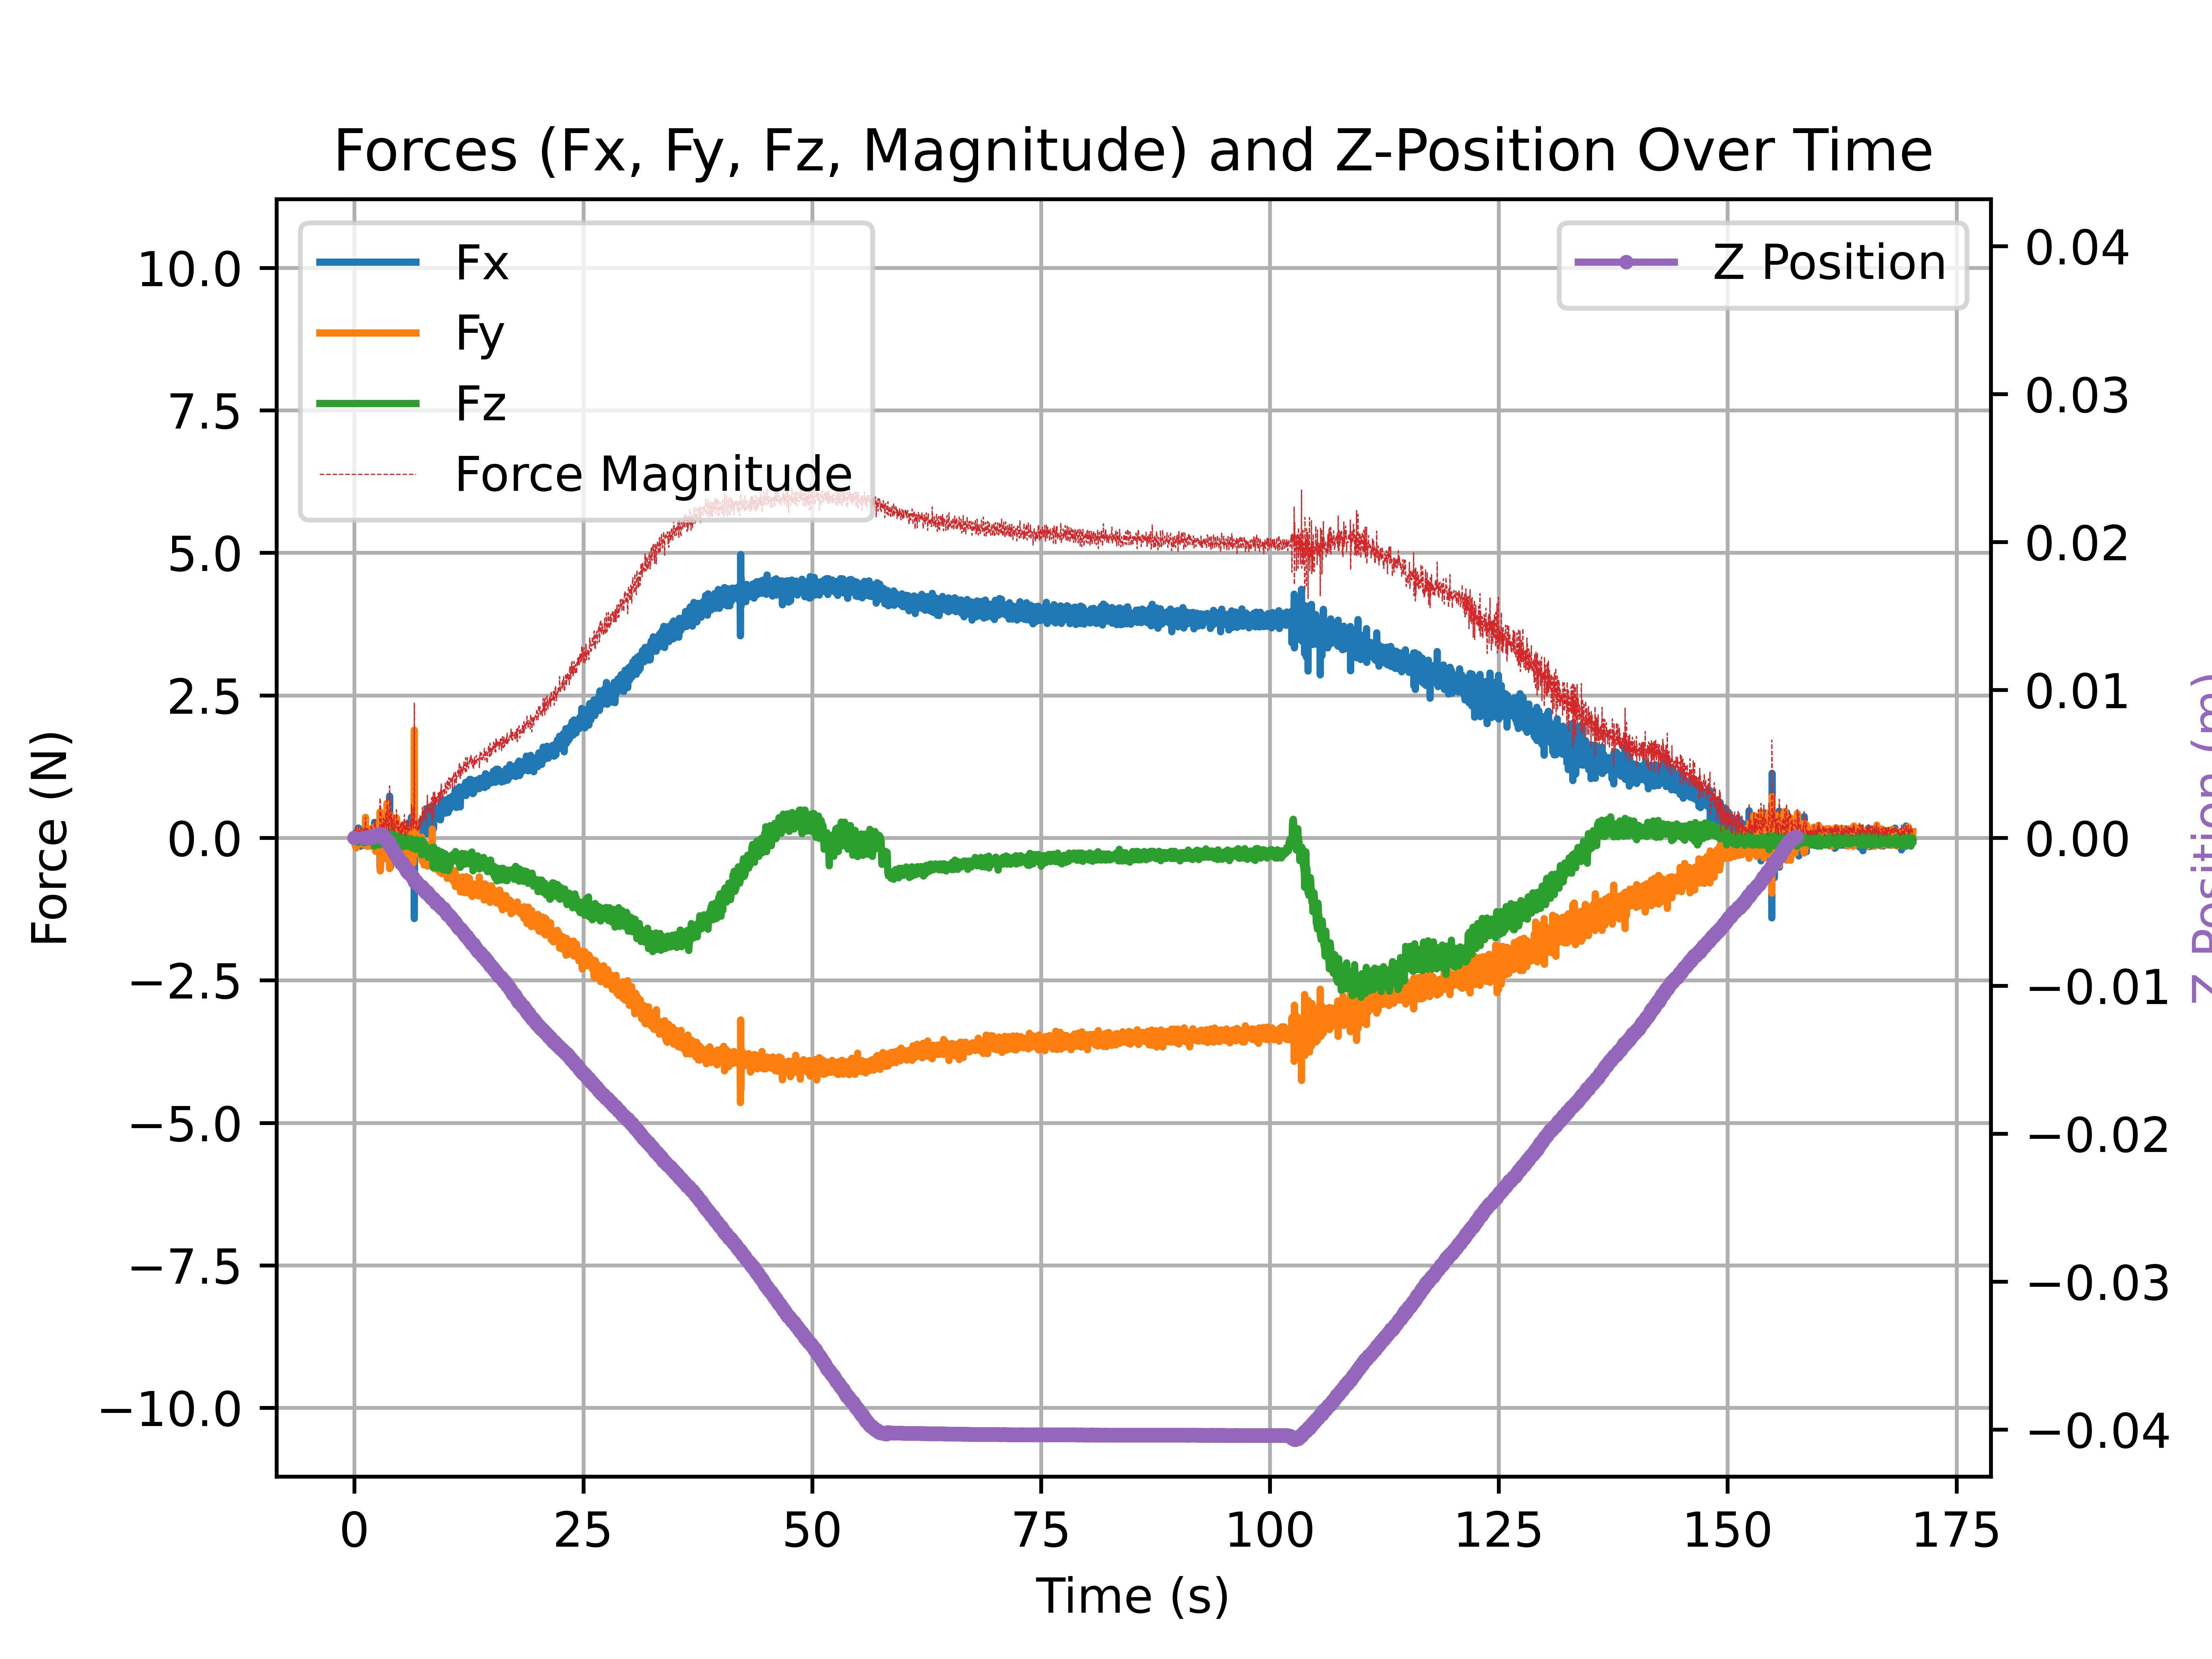 Forces (Fx, Fy, Fz, Magnitude) and Z-Position Over Time
Fx
Fy
Fz
Force Magnitude
Z Position
10.0
7.5
5.0
2.5
0.0
−2.5
−5.0
−7.5
−10.0
Force (N)
0.04
0.03
0.02
0.01
0.00
−0.01
−0.02
−0.03
−0.04
Z Position (m)
0 25 50 75 100 125 150 175
Time (s)